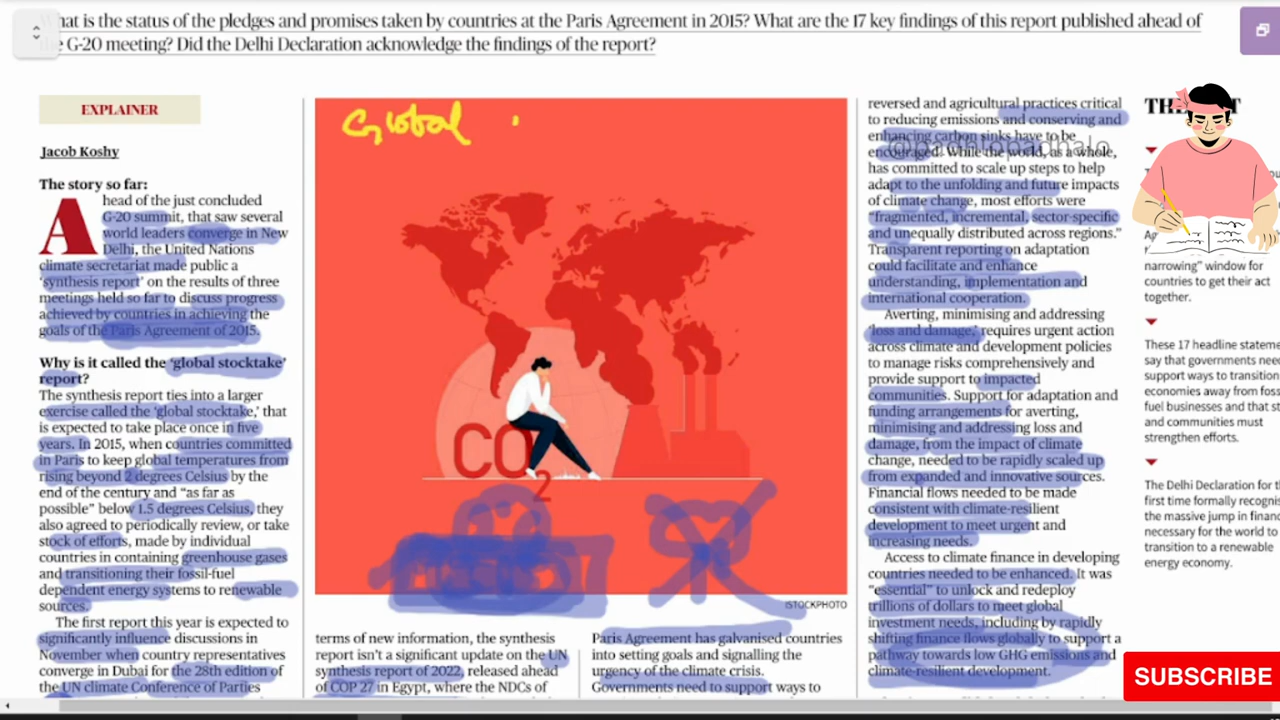 What is the status of the pledges and promises taken by countries at the Paris Agreement in 2015? What are the 17 key findings of this report published ahead of
the G-20 meeting? Did the Delhi Declaration acknowledge the findings of the report?
EXPLAINER
Jacob Koshy
The story so far:
Ahead of the just concluded
G-20 summit, that saw several
world leaders converge in New
Delhi, the United Nations
climate secretariat made public a
‘synthesis report’ on the results of three
meetings held so far to discuss progress
achieved by countries in achieving the
goals of the Paris Agreement of 2015.
Why is it called the ‘global stocktake’
report?
The synthesis report ties into a larger
exercise called the ‘global stocktake,’ that
is expected to take place once in five
years. In 2015, when countries committed
in Paris to keep global temperatures from
rising beyond 2 degrees Celsius by the
end of the century and “as far as
possible” below 1.5 degrees Celsius, they
also agreed to periodically review, or take
stock of efforts, made by individual
countries in containing greenhouse gases
and transitioning their fossil-fuel
dependent energy systems to renewable
sources.
The first report this year is expected to
significantly influence discussions in
November when country representatives
converge in Dubai for the 28th edition of
the UN climate Conference of Parties
Global
CO2
ISTOCKPHOTO
terms of new information, the synthesis
report isn’t a significant update on the UN
synthesis report of 2022, released ahead
of COP 27 in Egypt, where the NDCs of
Paris Agreement has galvanised countries
into setting goals and signalling the
urgency of the climate crisis.
Governments need to support ways to
reversed and agricultural practices critical
to reducing emissions and conserving and
enhancing carbon sinks have to be
encouraged. While the world, as a whole,
has committed to scale up steps to help
adapt to the unfolding and future impacts
of climate change, most efforts were
“fragmented, incremental, sector-specific
and unequally distributed across regions.”
Transparent reporting on adaptation
could facilitate and enhance
understanding, implementation and
international cooperation.
Averting, minimising and addressing
‘loss and damage,’ requires urgent action
across climate and development policies
to manage risks comprehensively and
provide support to impacted
communities. Support for adaptation and
funding arrangements for averting,
minimising and addressing loss and
damage, from the impact of climate
change, needed to be rapidly scaled up
from expanded and innovative sources.
Financial flows needed to be made
consistent with climate-resilient
development to meet urgent and
increasing needs.
Access to climate finance in developing
countries needed to be enhanced. It was
“essential” to unlock and redeploy
trillions of dollars to meet global
investment needs, including by rapidly
shifting finance flows globally to support a
pathway towards low GHG emissions and
climate-resilient development.
@padhlopadhalo
TH T
narrowing” window for
countries to get their act
together.
These 17 headline stateme
say that governments need
support ways to transition
economies away from foss
fuel businesses and that st
and communities must
strengthen efforts.
The Delhi Declaration for t
first time formally recognis
the massive jump in finan
necessary for the world to
transition to a renewable
energy economy.
SUBSCRIBE